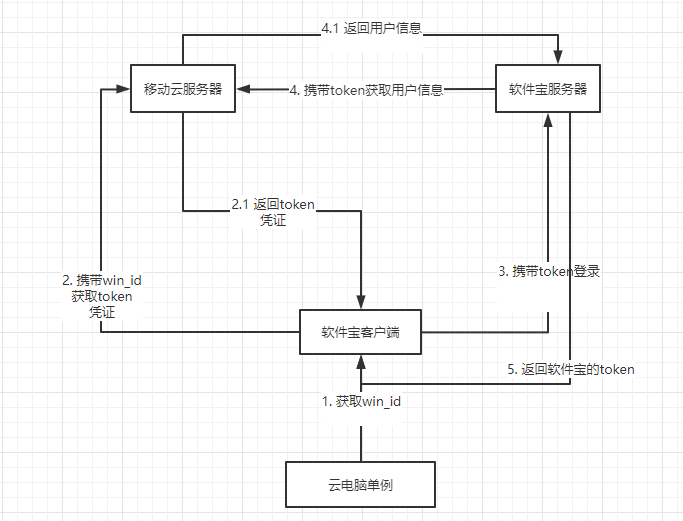 4.1 返回用户信息
移动云服务器
4. 携带token获取用户信息
软件宝服务器
2.1 返回token
凭证
2. 携带win_id
获取token
凭证
3. 携带token登录
软件宝客户端
5. 返回软件宝的token
1. 获取win_id
云电脑单例